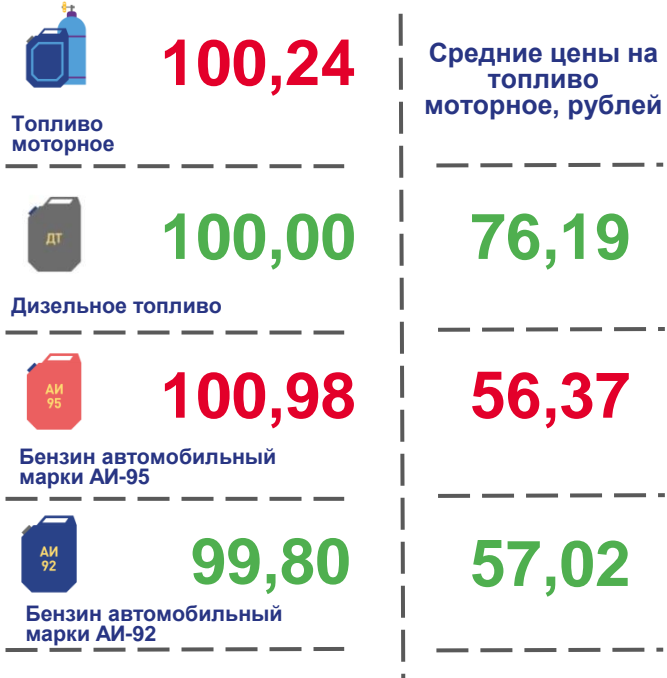 100,24
Средние цены на
топливо
моторное, рублей
Топливо
моторное
ДТ
100,00
76,19
Дизельное топливо
АИ
95
100,98
56,37
Бензин автомобильный
марки АИ-95
АИ
92
99,80
57,02
Бензин автомобильный
марки АИ-92